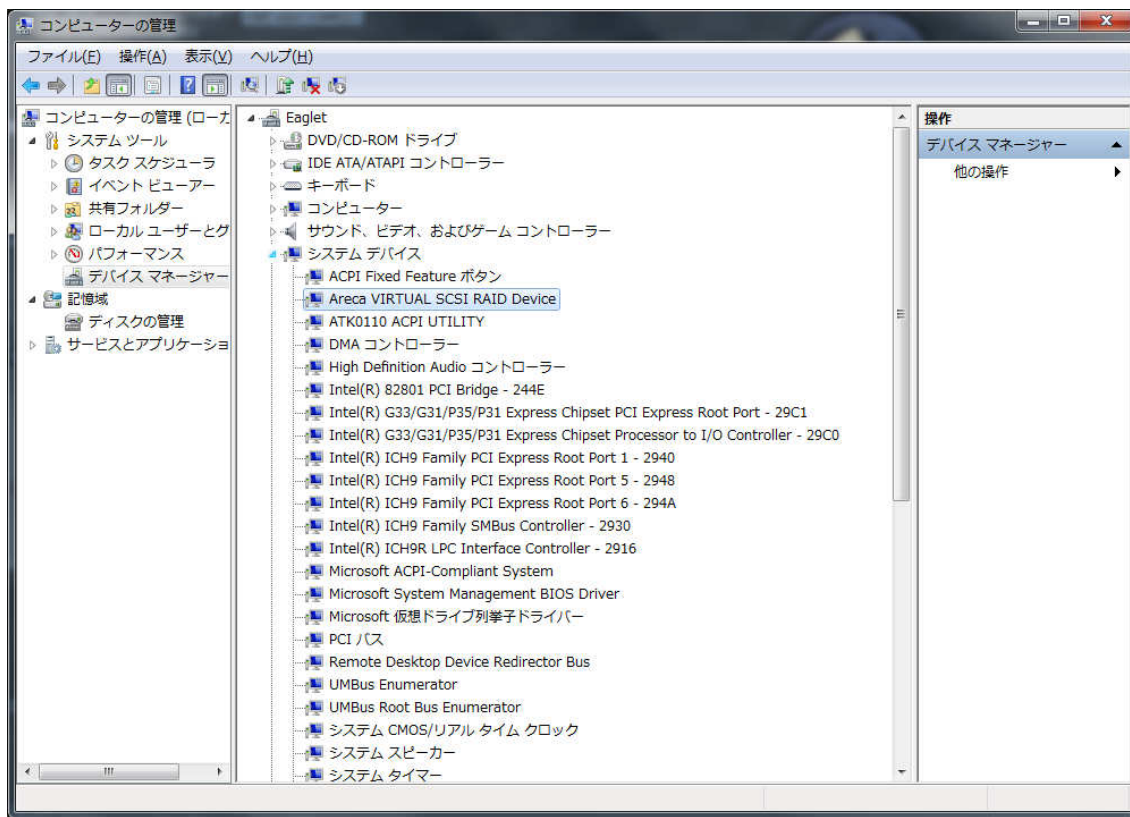 コンピューターの管理
ファイル(F) 操作(A) 表示(V) ヘルプ(H)
コンピューターの管理 (ローカ
システム ツール
タスク スケジューラ
イベント ビューアー
共有フォルダー
ローカル ユーザーとグ
パフォーマンス
デバイス マネージャー
記憶域
ディスクの管理
サービスとアプリケーショ
Eaglet
DVD/CD-ROM ドライブ
IDE ATA/ATAPI コントローラー
キーボード
コンピューター
サウンド、ビデオ、およびゲーム コントローラー
システム デバイス
ACPI Fixed Feature ボタン
Areca VIRTUAL SCSI RAID Device
ATK0110 ACPI UTILITY
DMA コントローラー
High Definition Audio コントローラー
Intel(R) 82801 PCI Bridge - 244E
Intel(R) G33/G31/P35/P31 Express Chipset PCI Express Root Port - 29C1
Intel(R) G33/G31/P35/P31 Express Chipset Processor to I/O Controller - 29C0
Intel(R) ICH9 Family PCI Express Root Port 1 - 2940
Intel(R) ICH9 Family PCI Express Root Port 5 - 2948
Intel(R) ICH9 Family PCI Express Root Port 6 - 294A
Intel(R) ICH9 Family SMBus Controller - 2930
Intel(R) ICH9R LPC Interface Controller - 2916
Microsoft ACPI-Compliant System
Microsoft System Management BIOS Driver
Microsoft 仮想ドライブ列挙子ドライバー
PCI バス
Remote Desktop Device Redirector Bus
UMBus Enumerator
UMBus Root Bus Enumerator
システム CMOS/リアル タイム クロック
システム スピーカー
システム タイマー
操作
デバイス マネージャー
他の操作